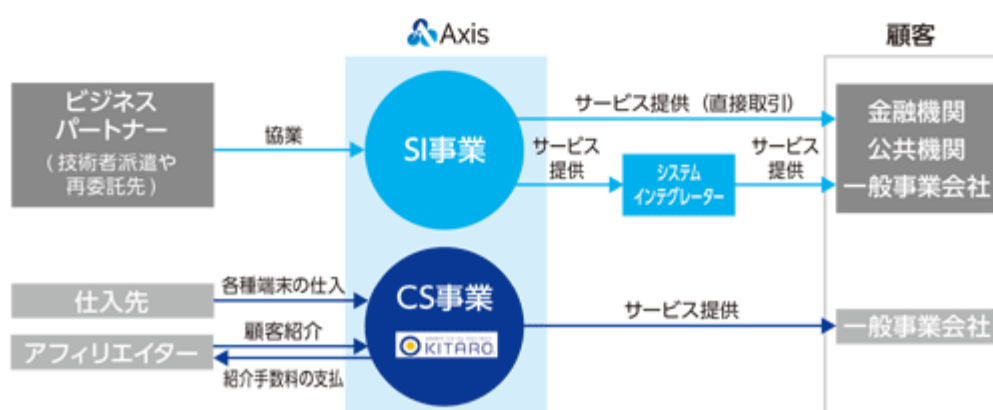 Axis
顧客
ビジネス
パートナー
(技術者派遣や
再委託先)
協業
SI事業
サービス提供(直接取引)
サービス
提供
システム
インテグレーター
サービス
提供
金融機関
公共機関
一般事業会社
仕入先
各種端末の仕入
アフィリエイター
顧客紹介
紹介手数料の支払
CS事業
KITARO
サービス提供
一般事業会社